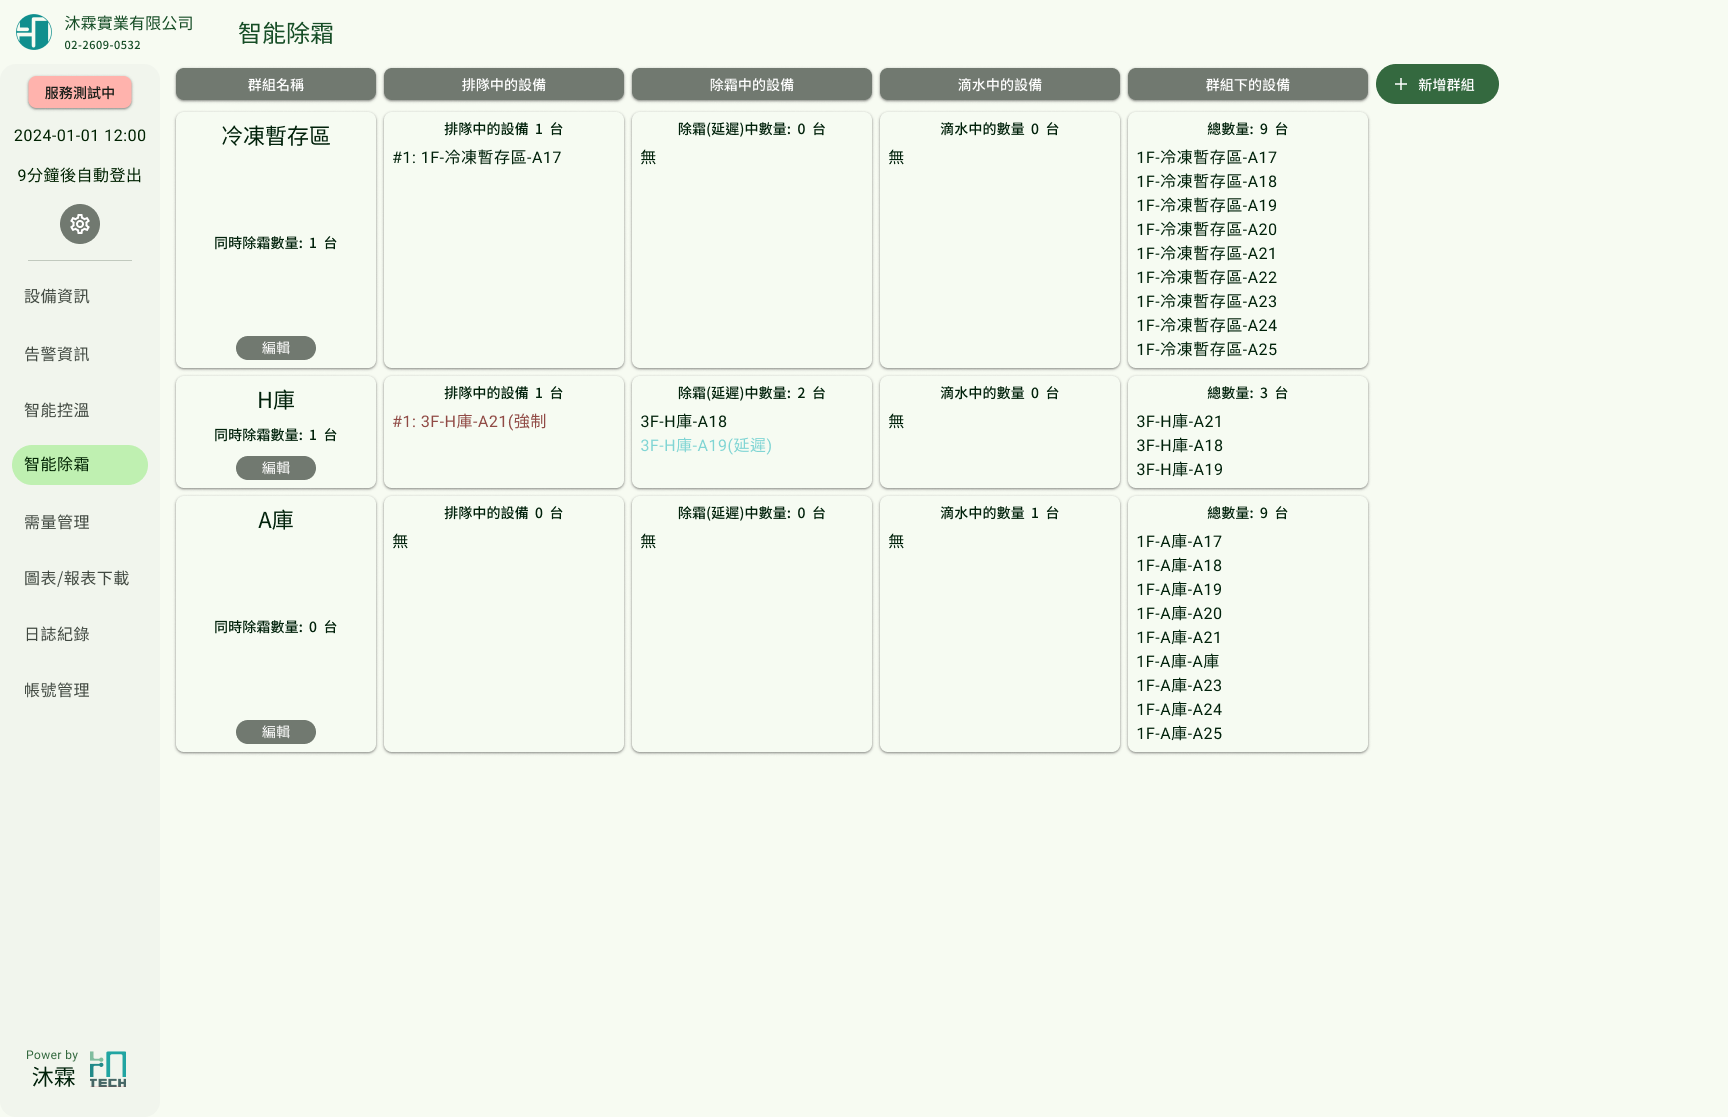 沐霖實業有限公司
02-2609-0532
智能除霜
服務測試中
2024-01-01 12:00
9分鐘後自動登出
設備資訊
告警資訊
智能控溫
智能除霜
需量管理
圖表/報表下載
日誌紀錄
帳號管理
Power by
沐霖
TECH
群組名稱
排隊中的設備
除霜中的設備
滴水中的設備
群組下的設備
+ 新增群組
冷凍暫存區
同時除霜數量: 1 台
編輯
排隊中的設備 1 台
#1: 1F-冷凍暫存區-A17
除霜(延遲)中數量: 0 台
無
滴水中的數量 0 台
無
總數量: 9 台
1F-冷凍暫存區-A17
1F-冷凍暫存區-A18
1F-冷凍暫存區-A19
1F-冷凍暫存區-A20
1F-冷凍暫存區-A21
1F-冷凍暫存區-A22
1F-冷凍暫存區-A23
1F-冷凍暫存區-A24
1F-冷凍暫存區-A25
H庫
同時除霜數量: 1 台
編輯
排隊中的設備 1 台
#1: 3F-H庫-A21(強制
除霜(延遲)中數量: 2 台
3F-H庫-A18
3F-H庫-A19(延遲)
滴水中的數量 0 台
無
總數量: 3 台
3F-H庫-A21
3F-H庫-A18
3F-H庫-A19
A庫
同時除霜數量: 0 台
編輯
排隊中的設備 0 台
無
除霜(延遲)中數量: 0 台
無
滴水中的數量 1 台
無
總數量: 9 台
1F-A庫-A17
1F-A庫-A18
1F-A庫-A19
1F-A庫-A20
1F-A庫-A21
1F-A庫-A庫
1F-A庫-A23
1F-A庫-A24
1F-A庫-A25